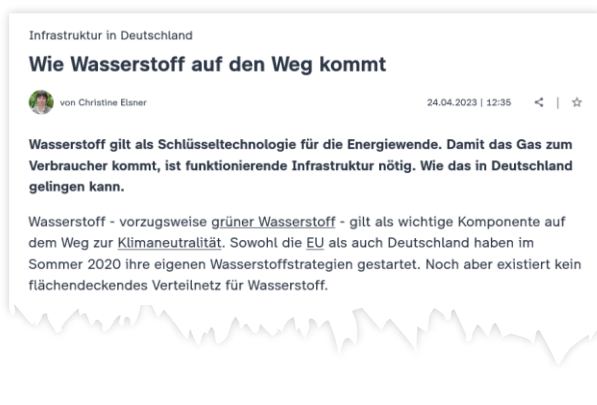 Infrastruktur in Deutschland
Wie Wasserstoff auf den Weg kommt
von Christine Elsner
24.04.2023 | 12:35
Wasserstoff gilt als Schlüsseltechnologie für die Energiewende. Damit das Gas zum
Verbraucher kommt, ist funktionierende Infrastruktur nötig. Wie das in Deutschland
gelingen kann.
Wasserstoff - vorzugsweise grüner Wasserstoff - gilt als wichtige Komponente auf
dem Weg zur Klimaneutralität. Sowohl die EU als auch Deutschland haben im
Sommer 2020 ihre eigenen Wasserstoffstrategien gestartet. Noch aber existiert kein
flächendeckendes Verteilnetz für Wasserstoff.